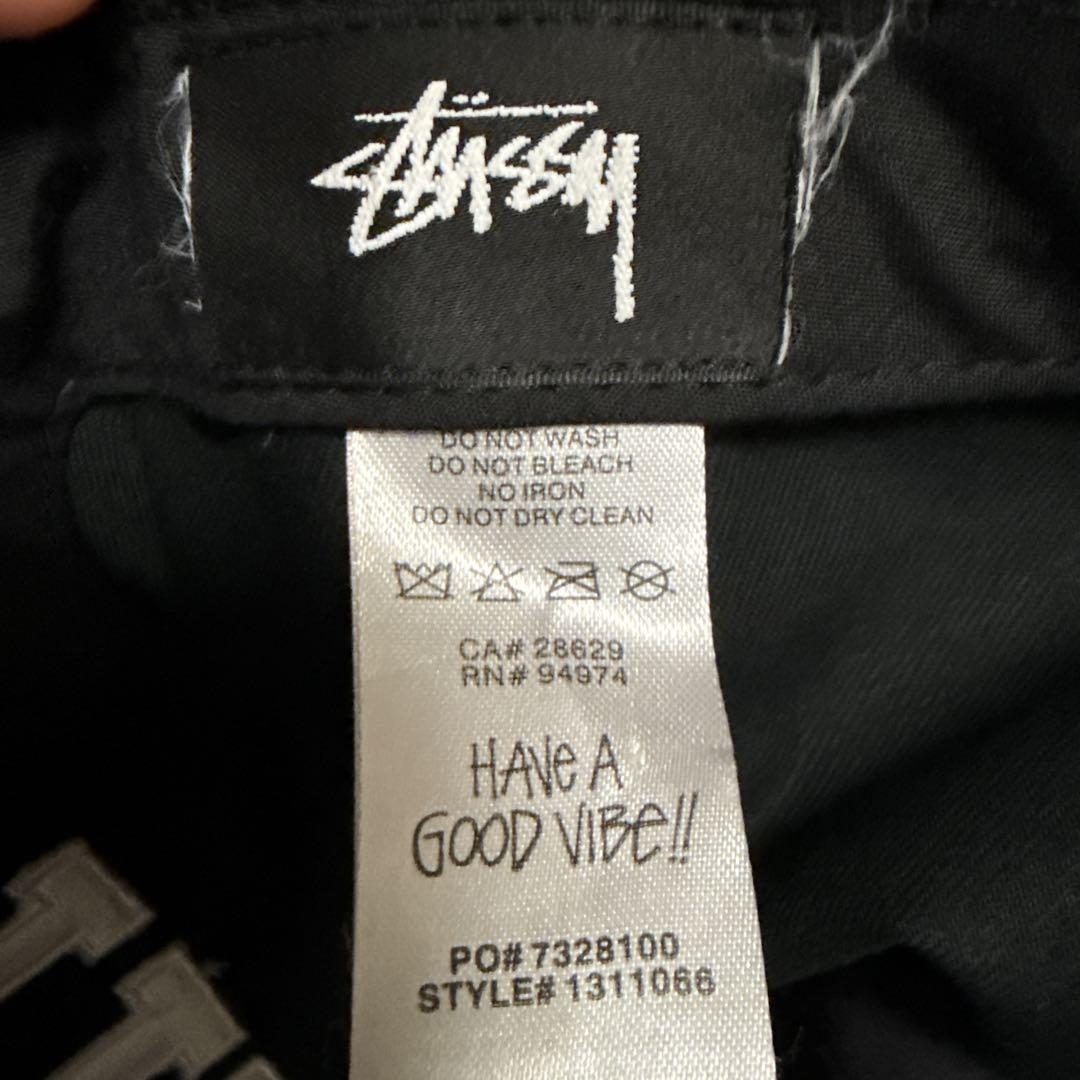 stüssy
DO NOT WASH
DO NOT BLEACH
NO IRON
DO NOT DRY CLEAN
CA# 28629
RN# 94974
HAVE A
GOOD VIBE!!
PO# 7328100
STYLE# 1311066